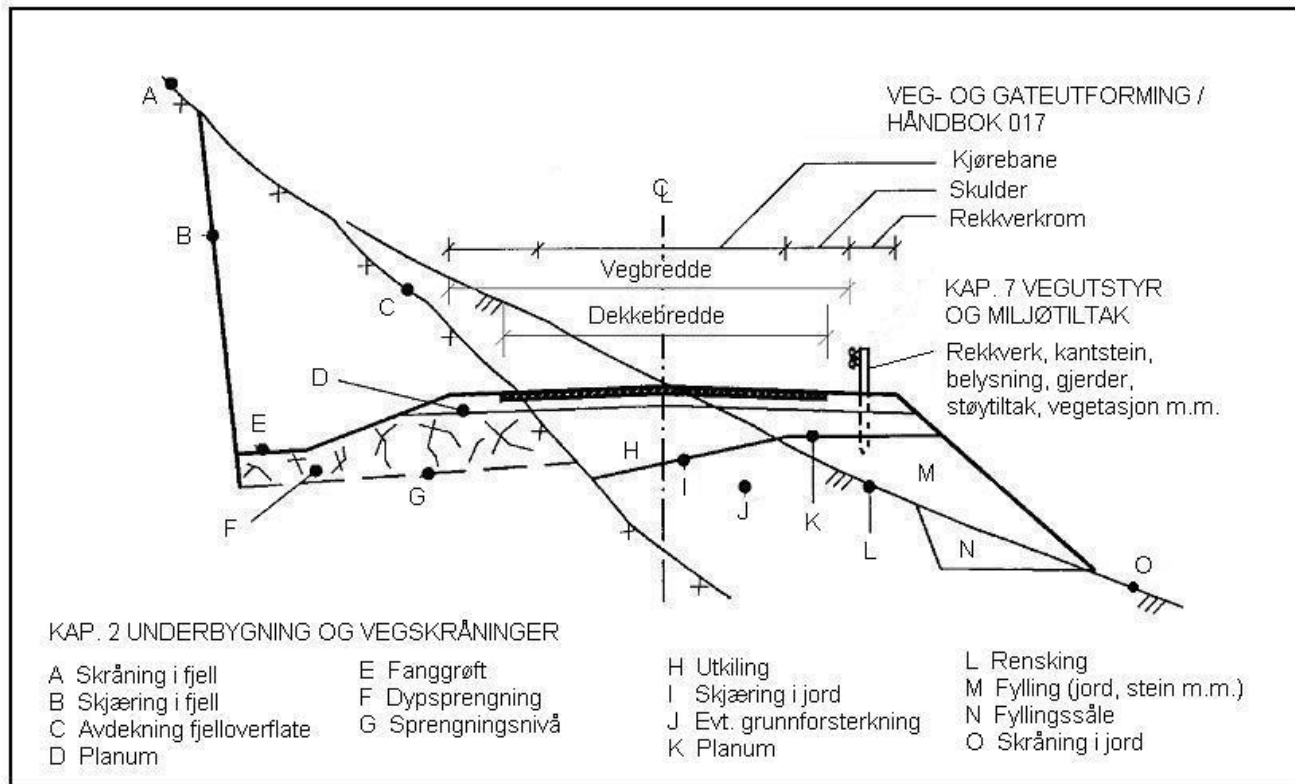 VEG- OG GATEUTFORMING /
HÅNDBOK 017
Kjørebane
Skulder
Rekkverkrom
℄
Vegbredde
Dekkebredde
KAP. 7 VEGUTSTYR
OG MILJØTILTAK
Rekkverk, kantstein,
belysning, gjerder,
støytiltak, vegetasjon m.m.
A
B
C
D
E
F
G
H
I
J
K
L
M
N
O
KAP. 2 UNDERBYGNING OG VEGSKRÅNINGER
A Skråning i fjell
B Skjæring i fjell
C Avdekning fjelloverflate
D Planum
E Fanggrøft
F Dypsprengning
G Sprengningsnivå
H Utkiling
I Skjæring i jord
J Evt. grunnforsterkning
K Planum
L Rensking
M Fylling (jord, stein m.m.)
N Fyllingssåle
O Skråning i jord